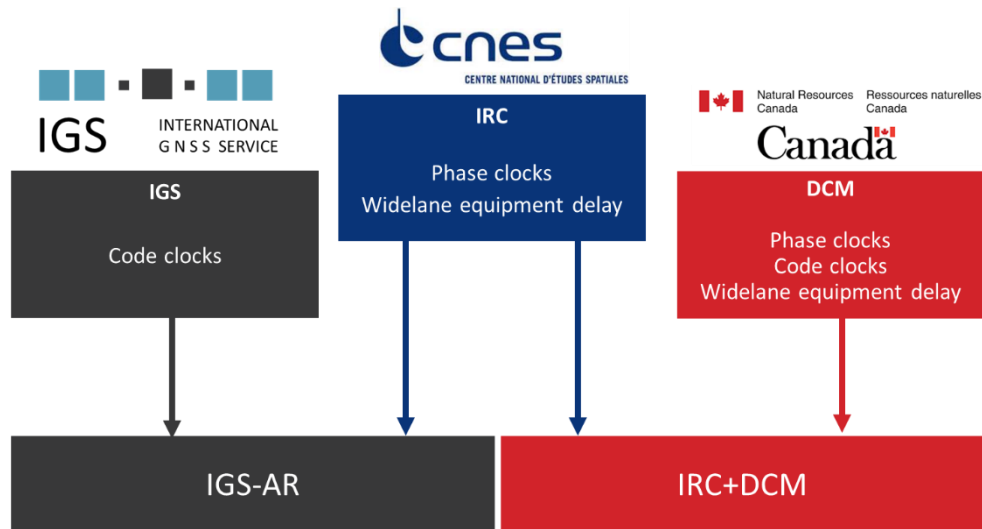 cnes
CENTRE NATIONAL D'ÉTUDES SPATIALES
IGS
INTERNATIONAL
GNSS SERVICE
Natural Resources Canada
Ressources naturelles Canada
Canada
IGS
Code clocks
IRC
Phase clocks
Widelane equipment delay
DCM
Phase clocks
Code clocks
Widelane equipment delay
IGS-AR
IRC+DCM